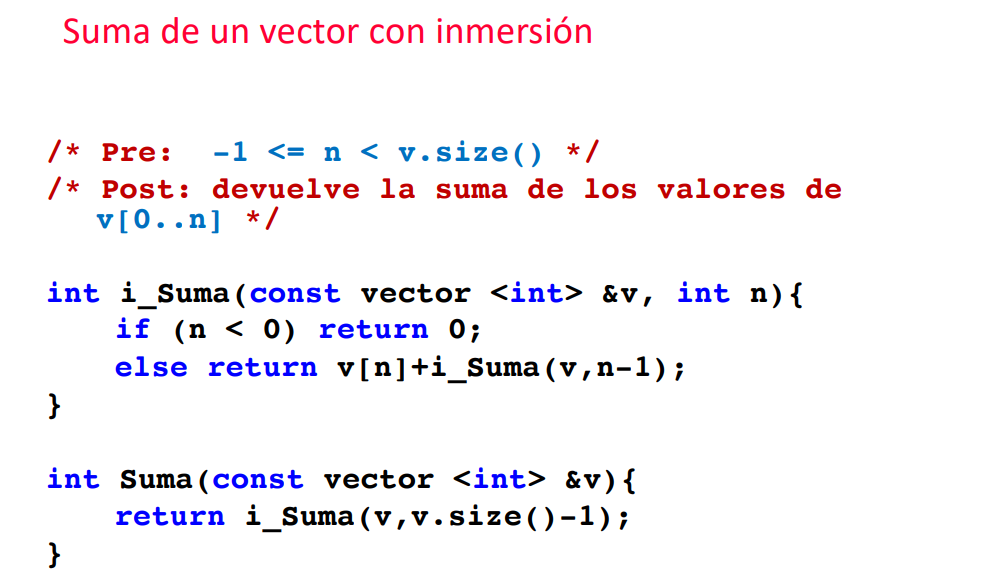 Suma de un vector con inmersión
/* Pre:  -1 <= n < v.size() */
/* Post: devuelve la suma de los valores de
v[0..n] */
int i_Suma(const vector <int> &v, int n){
if (n < 0) return 0;
else return v[n]+i_Suma(v,n-1);
}
int Suma(const vector <int> &v){
return i_Suma(v,v.size()-1);
}